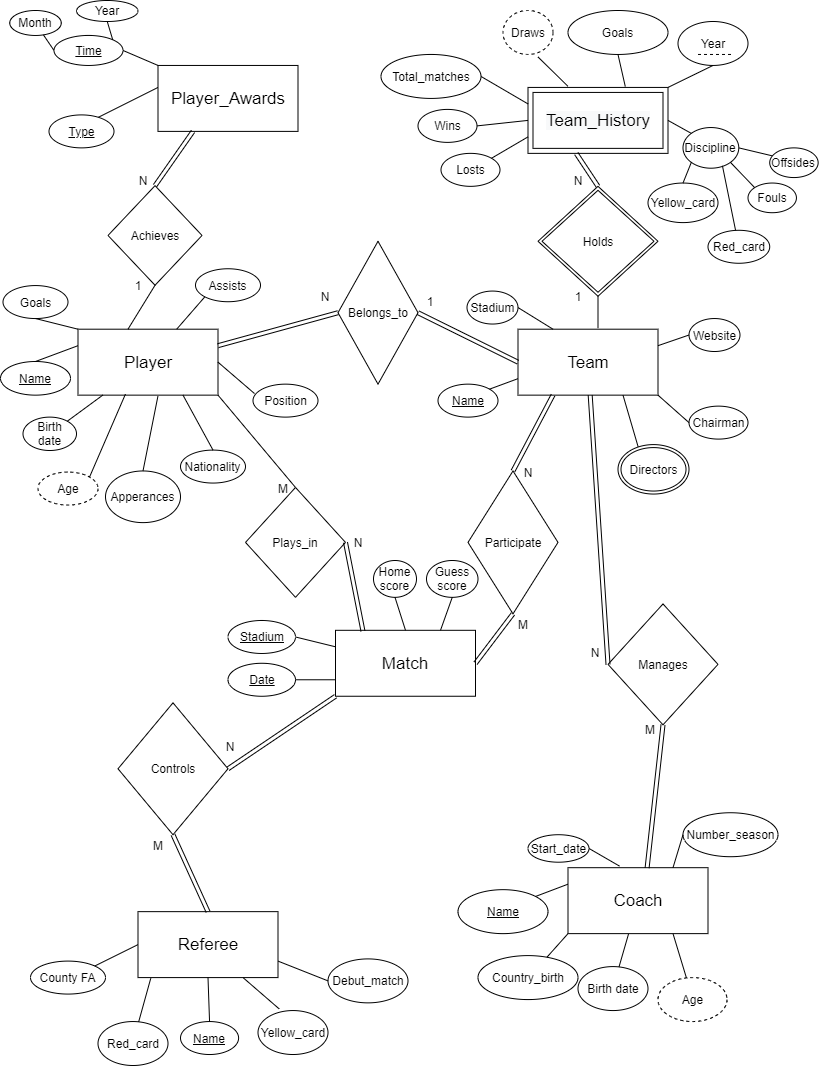 Year
Month
Time
Player_Awards
Type
Draws
Goals
Year
Total_matches
Team_History
Wins
Losts
Discipline
Offsides
Yellow_card
Fouls
Red_card
N
N
Achieves
Holds
1
1
Goals
Assists
N
Belongs_to
1
Stadium
Website
Player
Team
Name
Position
Name
Chairman
Birth
date
Nationality
Directors
Age
Apperances
M
N
Plays_in
N
Participate
Home
score
Guess
score
M
Stadium
Match
Date
N
Manages
M
N
Controls
M
Start_date
Number_season
Coach
Name
Referee
County FA
Debut_match
Country_birth
Birth date
Age
Red_card
Name
Yellow_card